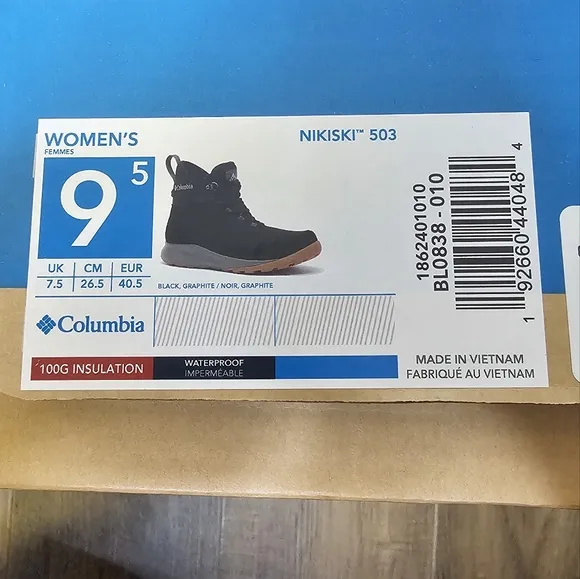 WOMEN'S
FEMMES
NIKISKI™ 503
9 5
UK CM EUR
7.5 26.5 40.5
Columbia
BLACK, GRAPHITE / NOIR, GRAPHITE
Columbia
100G INSULATION
WATERPROOF
IMPERMÉABLE
1862401010
BL0838 - 010
1 92660 44048 4
MADE IN VIETNAM
FABRIQUÉ AU VIETNAM